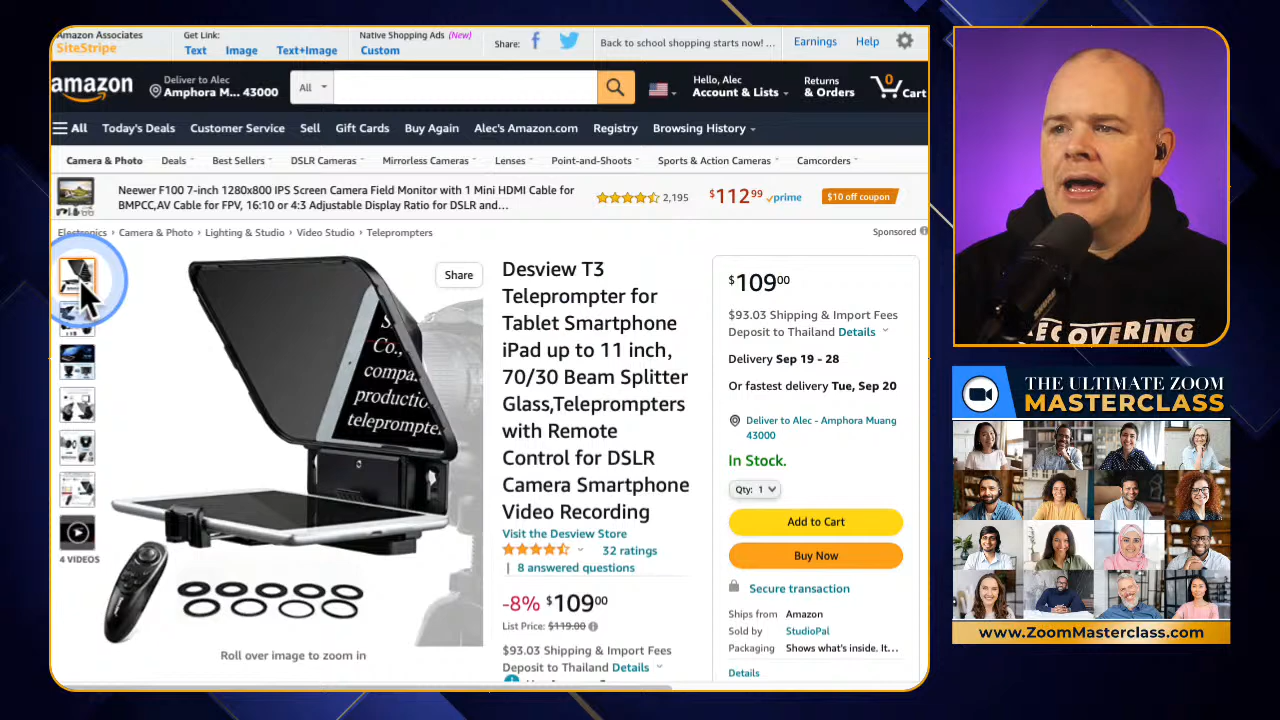 Amazon Associates
SiteStripe
Get Link:
Text Image Text+Image
Native Shopping Ads (New)
Custom
Share:
Back to school shopping starts now! ...
Earnings Help
amazon
Deliver to Alec
Amphora M... 43000
All
Hello, Alec
Account & Lists
Returns
& Orders
0
Cart
All Today's Deals Customer Service Sell Gift Cards Buy Again Alec's Amazon.com Registry Browsing History
Camera & Photo Deals Best Sellers DSLR Cameras Mirrorless Cameras Lenses Point-and-Shoots Sports & Action Cameras Camcorders
Neewer F100 7-inch 1280x800 IPS Screen Camera Field Monitor with 1 Mini HDMI Cable for
BMPCC,AV Cable for FPV, 16:10 or 4:3 Adjustable Display Ratio for DSLR and...
2,195
$112.99 prime
$10 off coupon
Electronics › Camera & Photo › Lighting & Studio › Video Studio › Teleprompters
Sponsored
Share
Co.,
compa
productio
teleprompte
4 VIDEOS
Roll over image to zoom in
Desview T3
Teleprompter for
Tablet Smartphone
iPad up to 11 inch,
70/30 Beam Splitter
Glass,Teleprompters
with Remote
Control for DSLR
Camera Smartphone
Video Recording
Visit the Desview Store
32 ratings
| 8 answered questions
-8% $109.00
List Price: $119.00
$93.03 Shipping & Import Fees
Deposit to Thailand Details
$109.00
$93.03 Shipping & Import Fees
Deposit to Thailand Details
Delivery Sep 19 - 28
Or fastest delivery Tue, Sep 20
Deliver to Alec - Amphora Muang
43000
In Stock.
Qty: 1
Add to Cart
Buy Now
Secure transaction
Ships from Amazon
Sold by StudioPal
Packaging Shows what's inside. It...
Details
ECOVERING
THE ULTIMATE ZOOM
MASTERCLASS
www.ZoomMasterclass.com